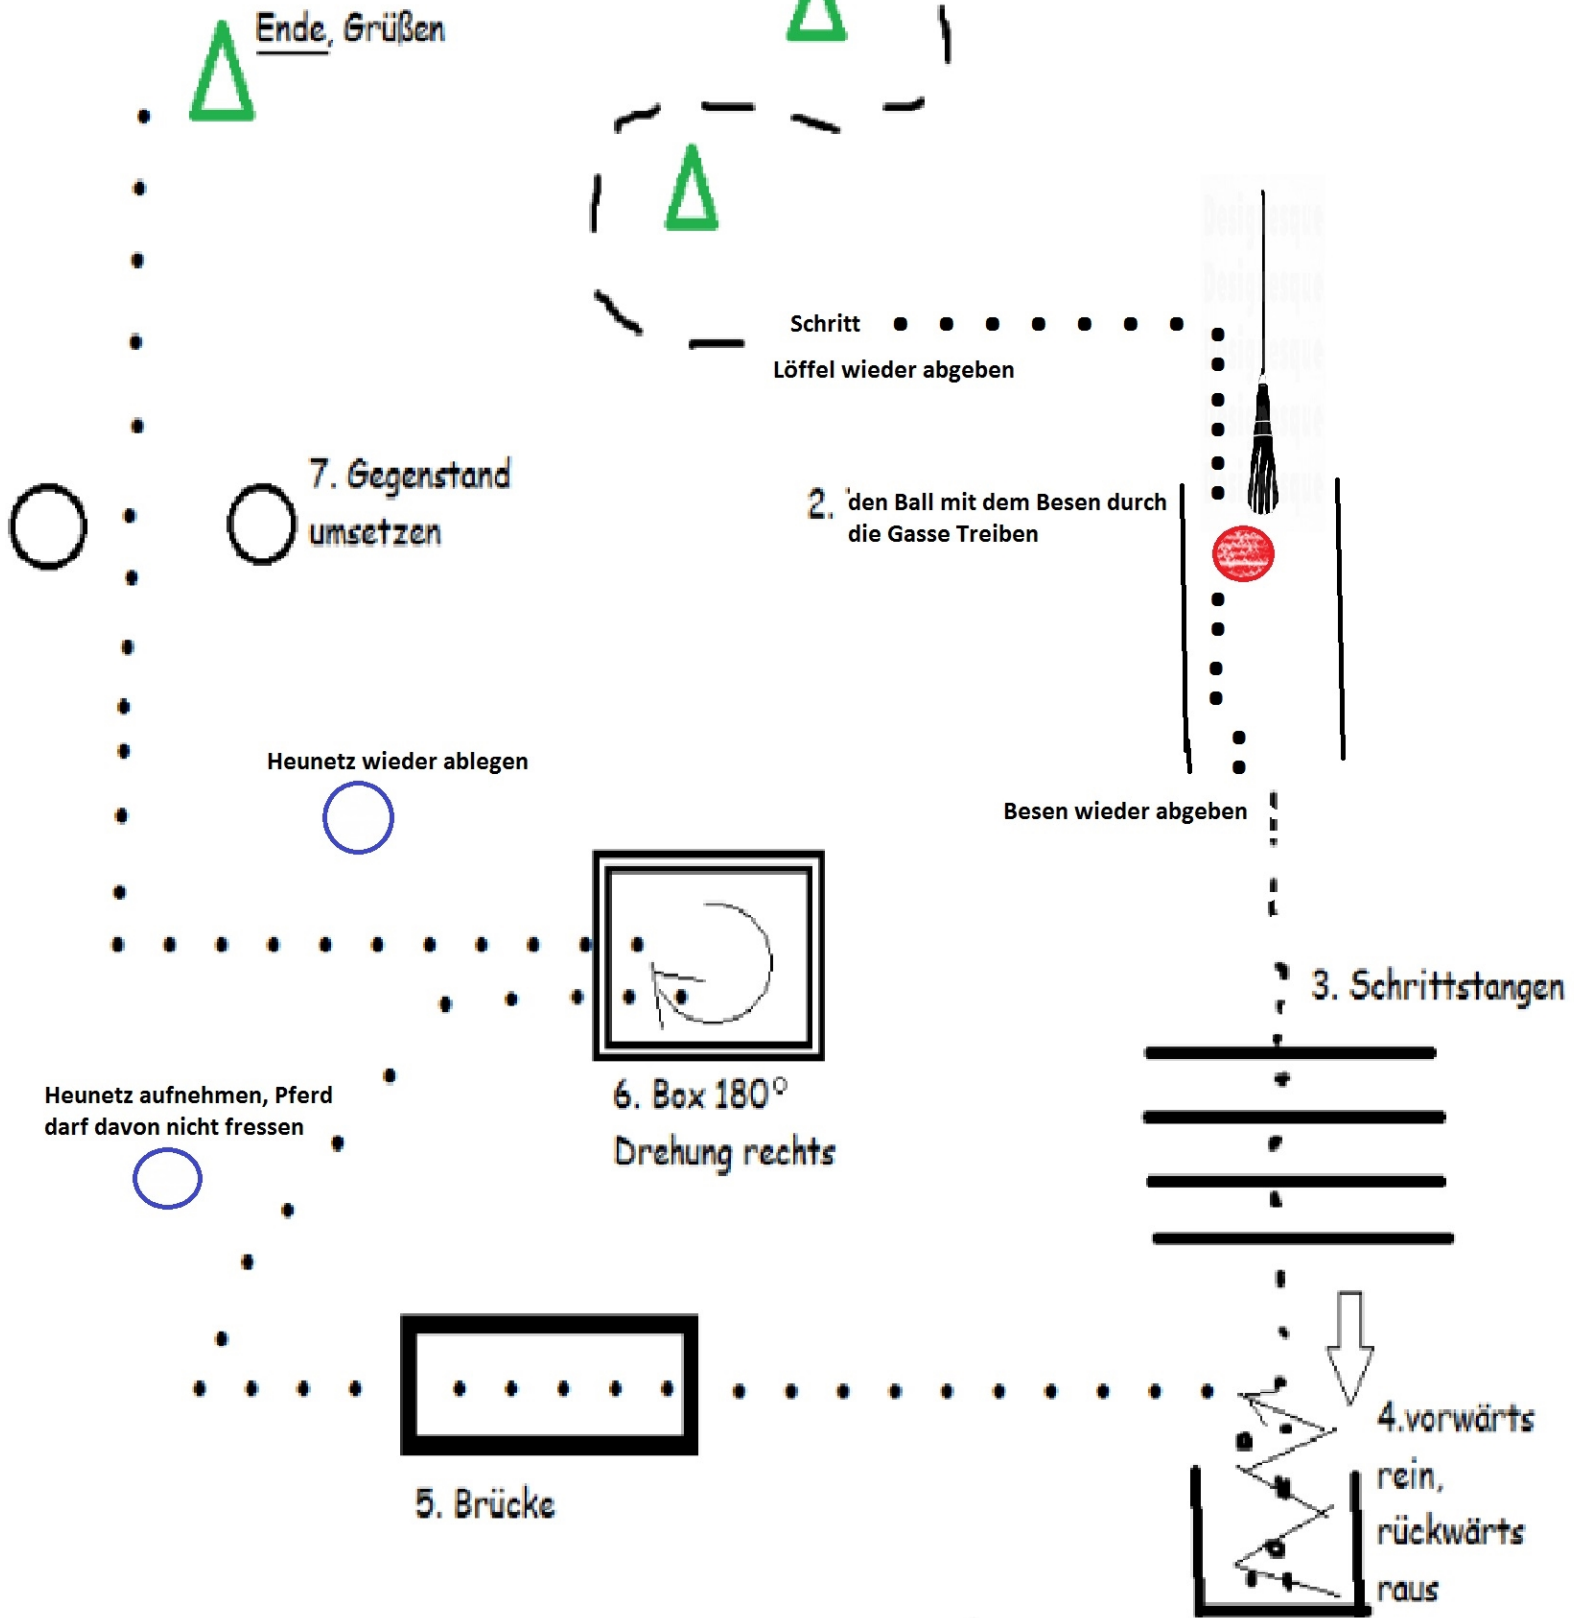 Ende, Grüßen
Schritt
Löffel wieder abgeben
7. Gegenstand
umsetzen
2. den Ball mit dem Besen durch
die Gasse Treiben
Heunetz wieder ablegen
Besen wieder abgeben
3. Schrittstangen
Heunetz aufnehmen, Pferd
darf davon nicht fressen
6. Box 180°
Drehung rechts
4.vorwärts
rein,
rückwärts
raus
5. Brücke